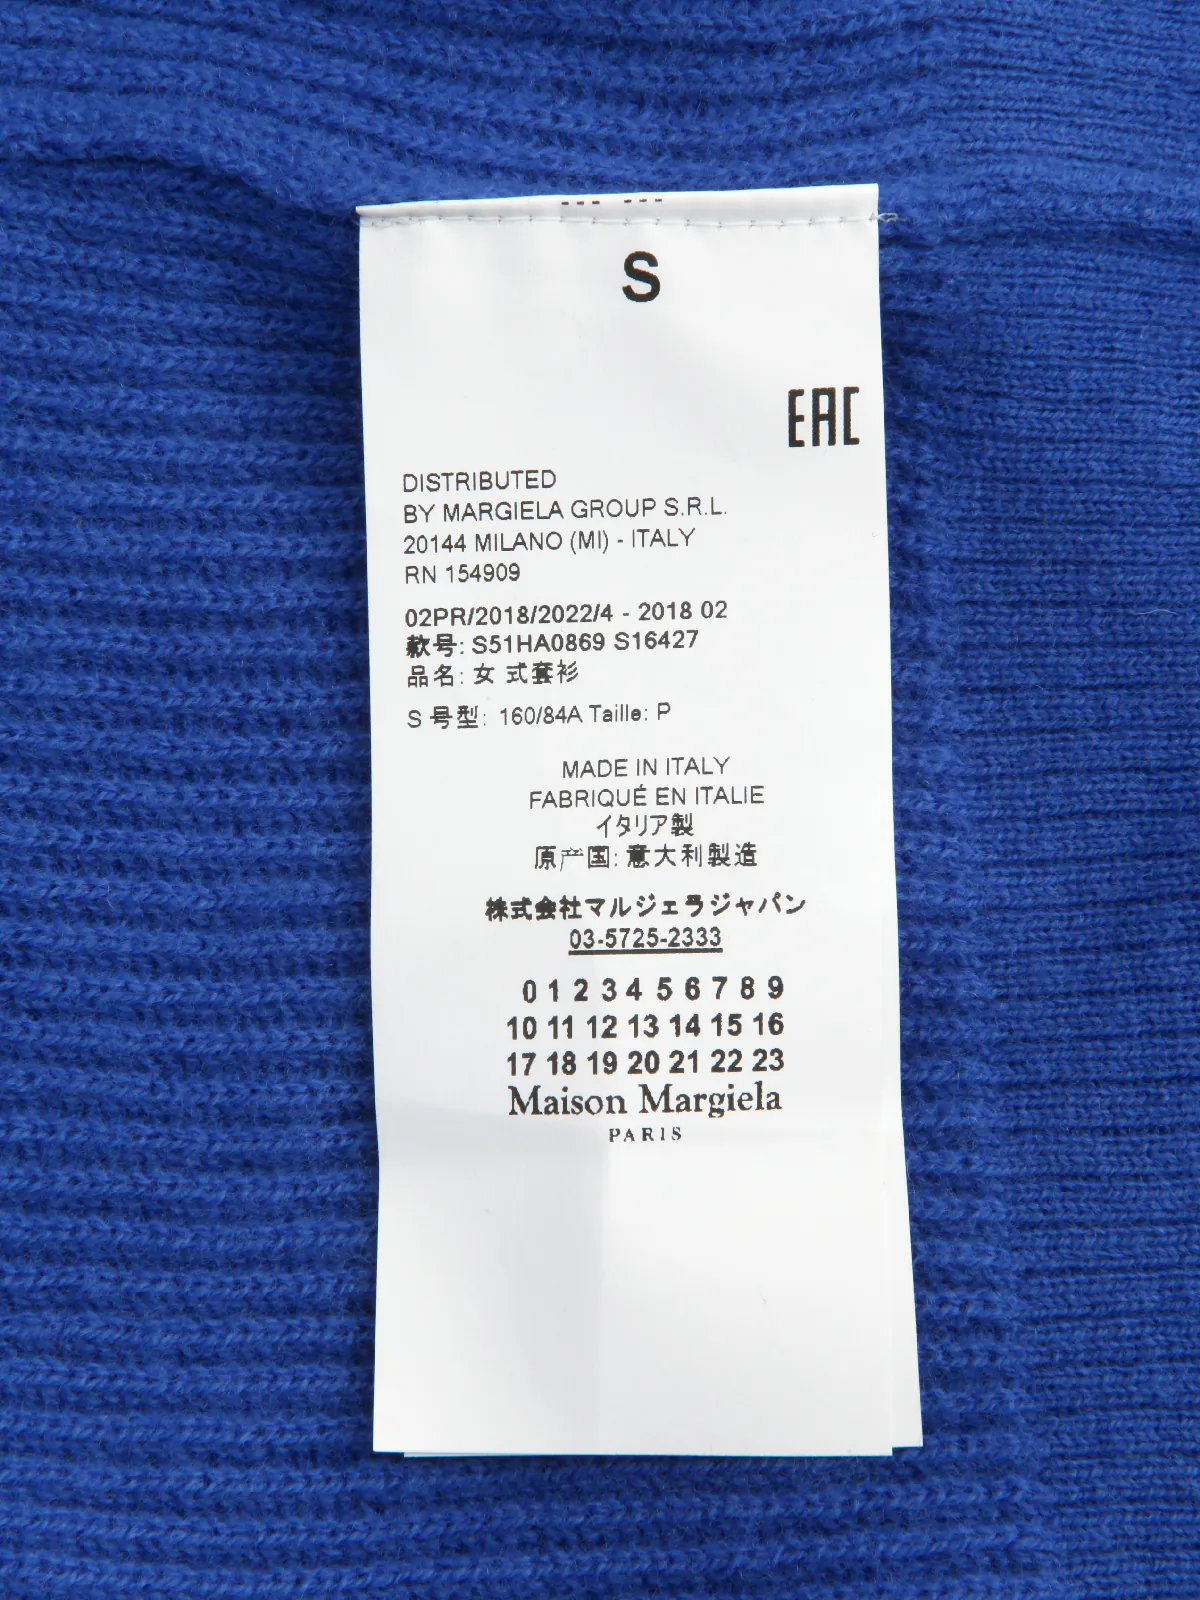 S
EAC
DISTRIBUTED
BY MARGIELA GROUP S.R.L.
20144 MILANO (MI) - ITALY
RN 154909
02PR/2018/2022/4 - 2018 02
款号: S51HA0869 S16427
品名: 女 式套衫
S 号型: 160/84A Taille: P
MADE IN ITALY
FABRIQUÉ EN ITALIE
イタリア製
原产国: 意大利製造
株式会社マルジェラジャパン
03-5725-2333
0 1 2 3 4 5 6 7 8 9
10 11 12 13 14 15 16
17 18 19 20 21 22 23
Maison Margiela
PARIS